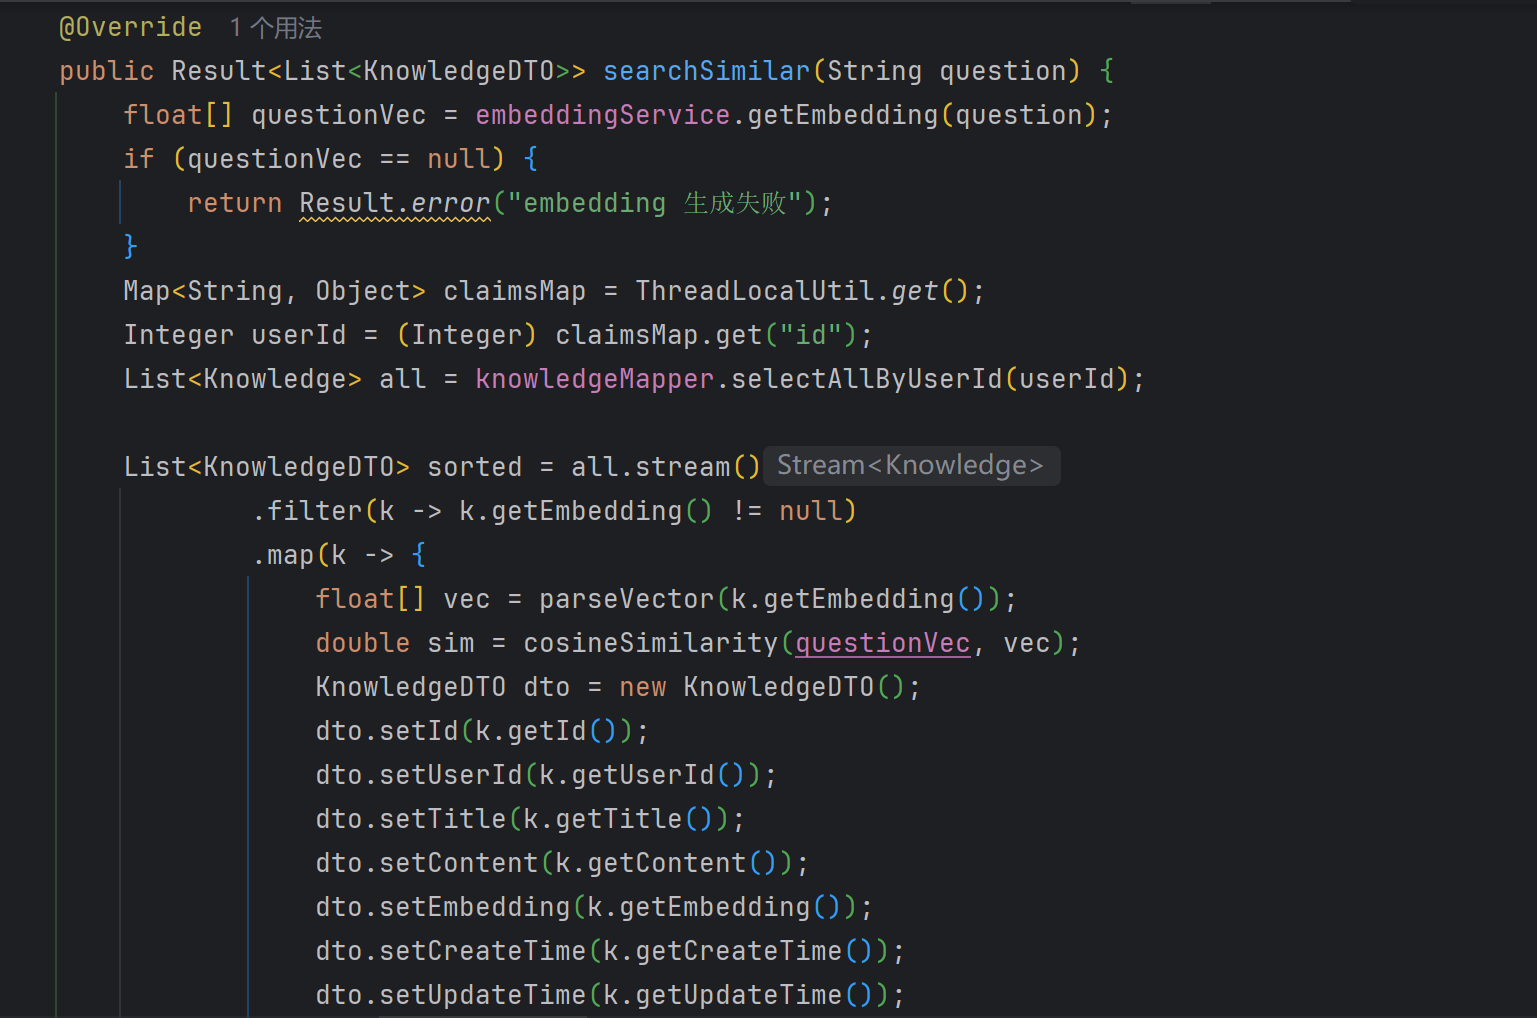 @Override 1 个用法
public Result<List<KnowledgeDTO>> searchSimilar(String question) {
float[] questionVec = embeddingService.getEmbedding(question);
if (questionVec == null) {
return Result.error("embedding 生成失败");
}
Map<String, Object> claimsMap = ThreadLocalUtil.get();
Integer userId = (Integer) claimsMap.get("id");
List<Knowledge> all = knowledgeMapper.selectAllByUserId(userId);
List<KnowledgeDTO> sorted = all.stream() Stream<Knowledge>
.filter(k -> k.getEmbedding() != null)
.map(k -> {
float[] vec = parseVector(k.getEmbedding());
double sim = cosineSimilarity(questionVec, vec);
KnowledgeDTO dto = new KnowledgeDTO();
dto.setId(k.getId());
dto.setUserId(k.getUserId());
dto.setTitle(k.getTitle());
dto.setContent(k.getContent());
dto.setEmbedding(k.getEmbedding());
dto.setCreateTime(k.getCreateTime());
dto.setUpdateTime(k.getUpdateTime());